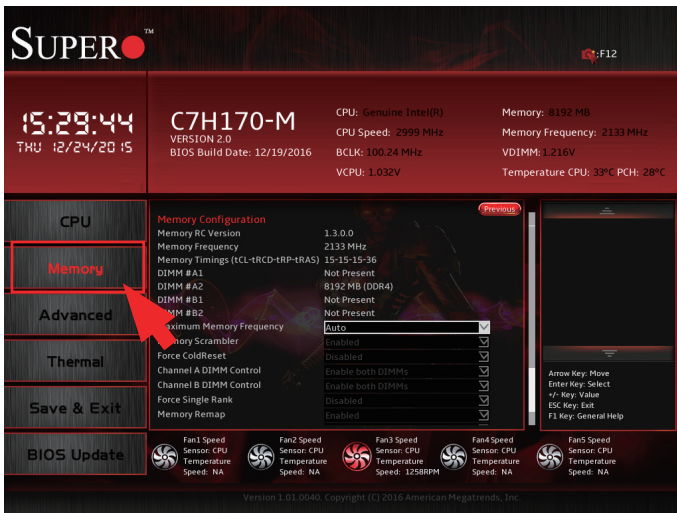 SUPER TM
:F12
15:29:44
THU 12/24/2015
C7H170-M
VERSION 2.0
BIOS Build Date: 12/19/2016
CPU: Genuine Intel(R)
CPU Speed: 2999 MHz
BCLK: 100.24 MHz
VCPU: 1.032V
Memory: 8192 MB
Memory Frequency: 2133 MHz
VDIMM: 1.216V
Temperature CPU: 33°C PCH: 28°C
CPU
Memory
Advanced
Thermal
Save & Exit
BIOS Update
Previous
Memory Configuration
Memory RC Version 1.3.0.0
Memory Frequency 2133 MHz
Memory Timings (tCL-tRCD-tRP-tRAS) 15-15-15-36
DIMM #A1 Not Present
DIMM #A2 8192 MB (DDR4)
DIMM #B1 Not Present
DIMM #B2 Not Present
Maximum Memory Frequency Auto
Memory Scrambler Enabled
Force ColdReset Disabled
Channel A DIMM Control Enable both DIMMs
Channel B DIMM Control Enable both DIMMs
Force Single Rank Disabled
Memory Remap Enabled
Arrow Key: Move
Enter Key: Select
+/- Key: Value
ESC Key: Exit
F1 Key: General Help
Fan1 Speed
Sensor: CPU
Temperature
Speed: NA
Fan2 Speed
Sensor: CPU
Temperature
Speed: NA
Fan3 Speed
Sensor: CPU
Temperature
Speed: 1258RPM
Fan4 Speed
Sensor: CPU
Temperature
Speed: NA
Fan5 Speed
Sensor: CPU
Temperature
Speed: NA
Version 1.01.0040. Copyright (C) 2016 American Megatrends, Inc.